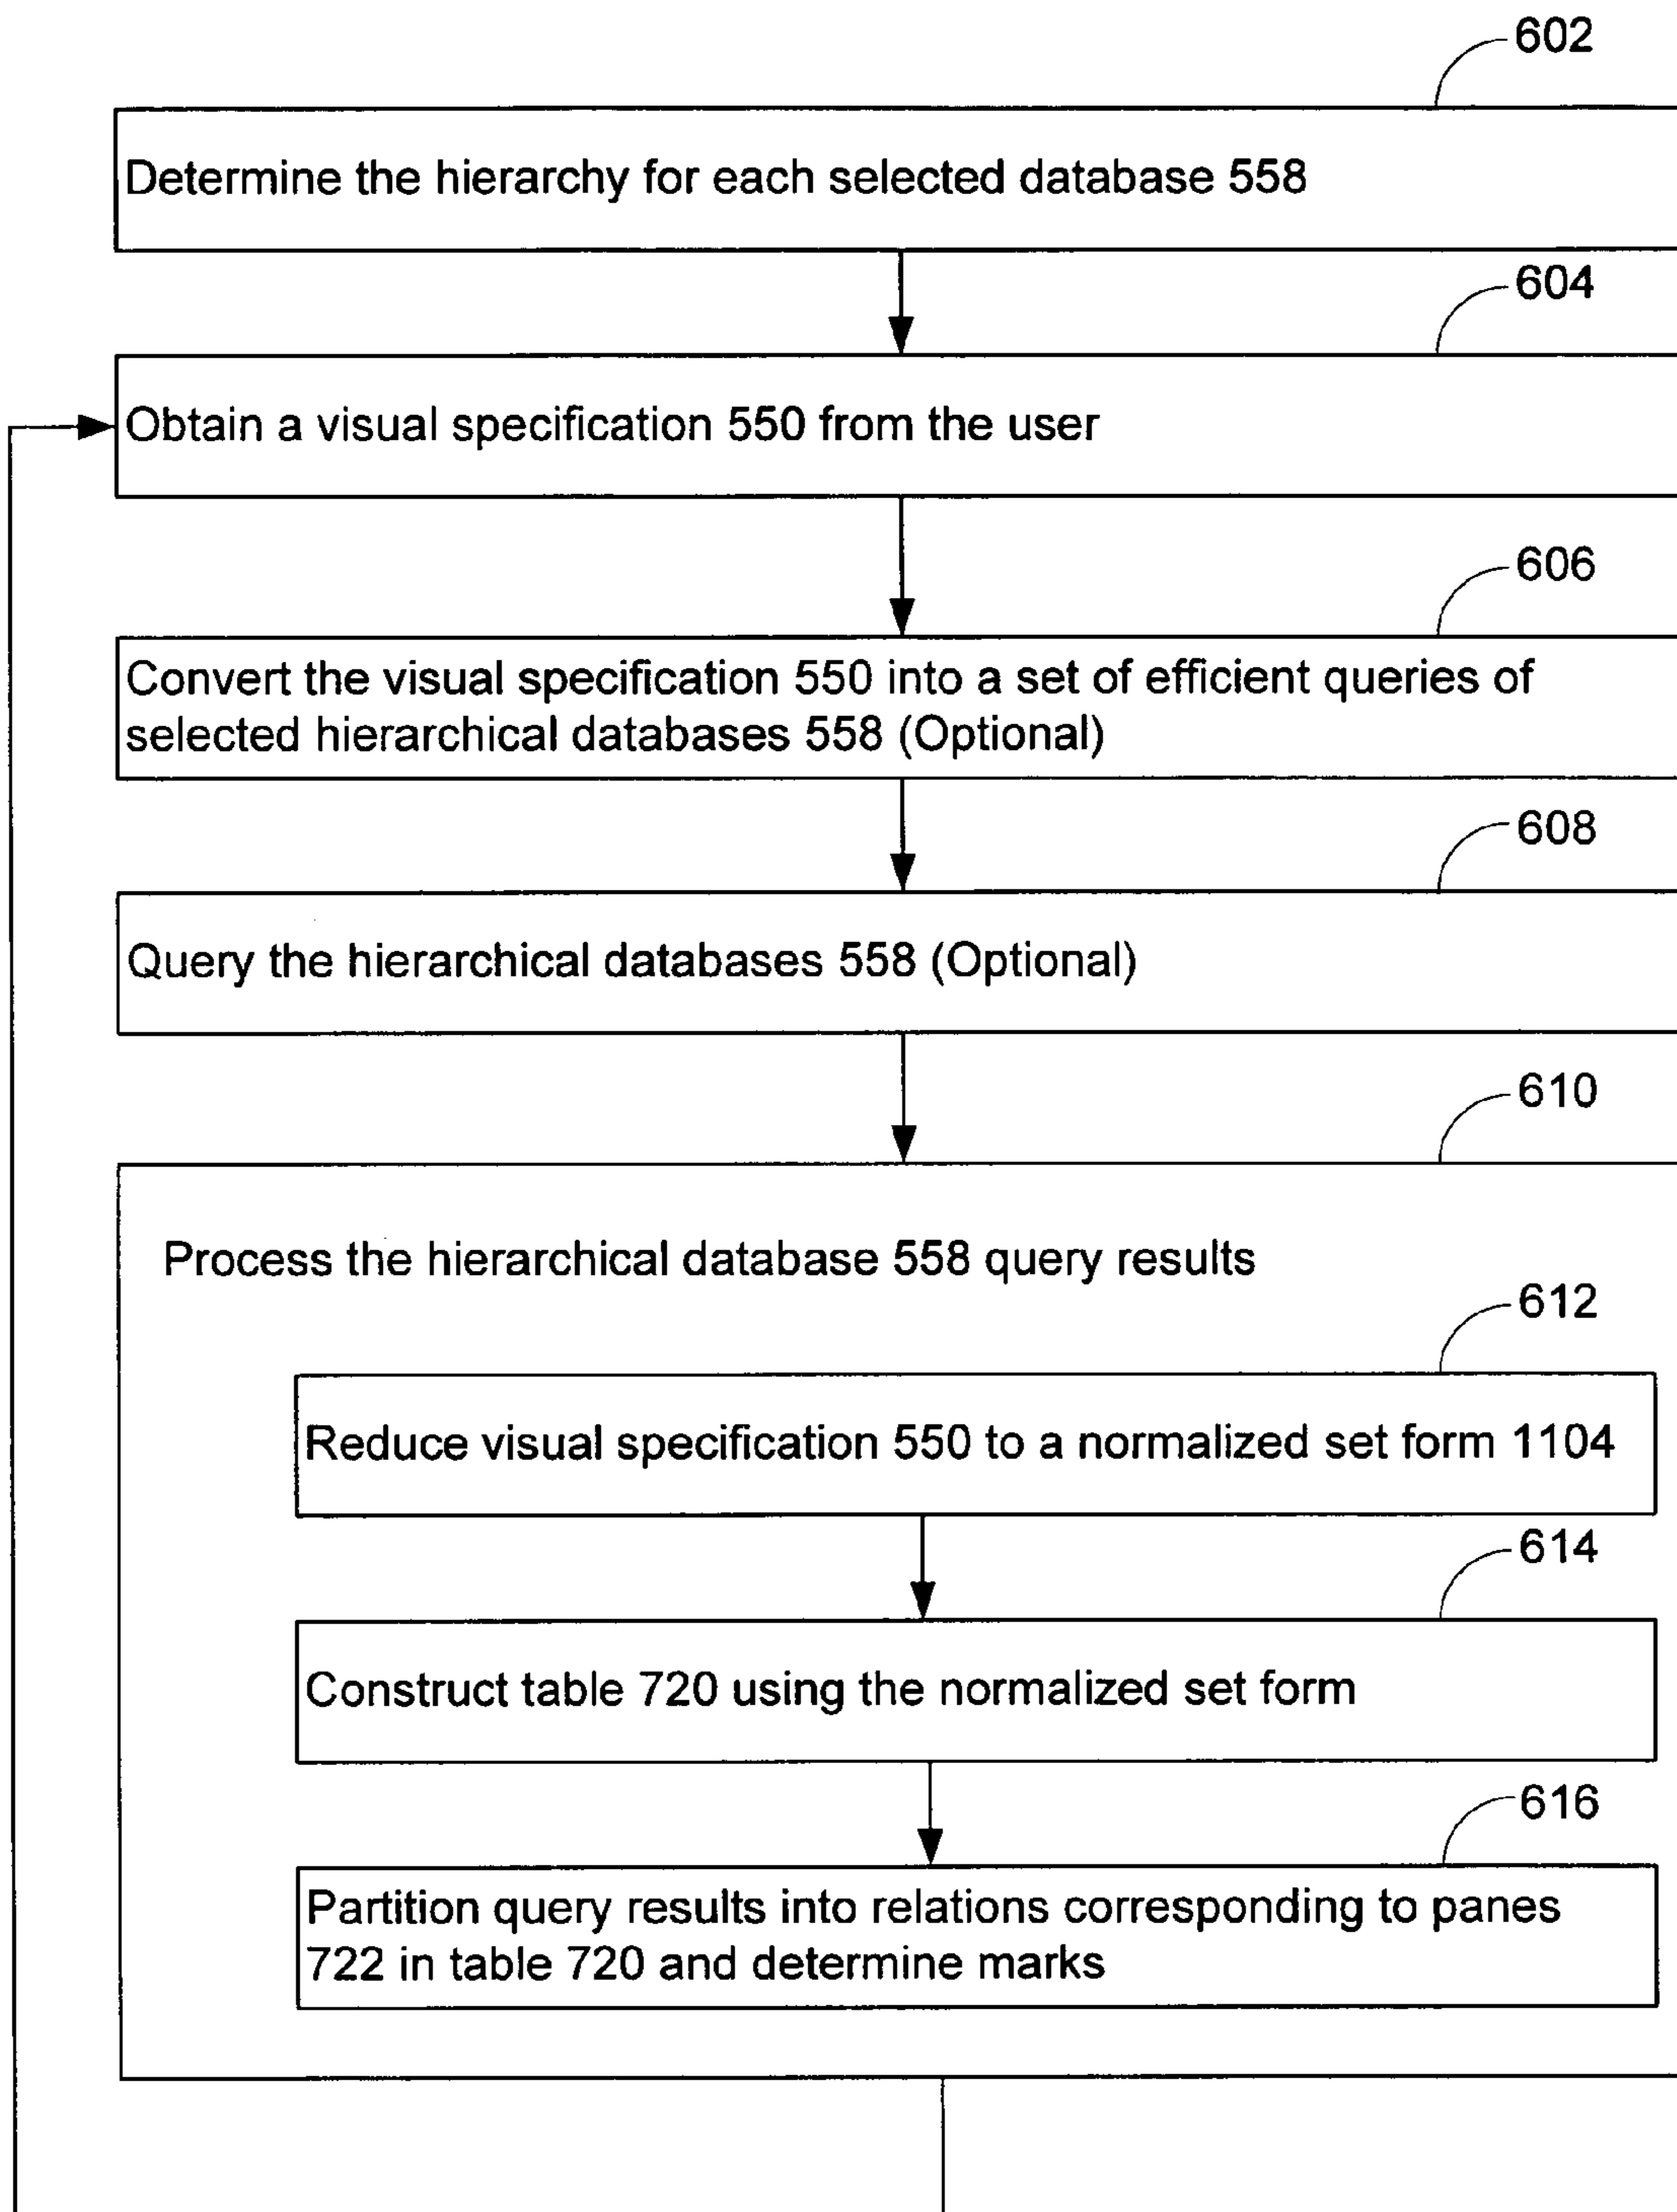 602
Determine the hierarchy for each selected database 558
604
Obtain a visual specification 550 from the user
606
Convert the visual specification 550 into a set of efficient queries of
selected hierarchical databases 558 (Optional)
608
Query the hierarchical databases 558 (Optional)
610
Process the hierarchical database 558 query results
612
Reduce visual specification 550 to a normalized set form 1104
614
Construct table 720 using the normalized set form
616
Partition query results into relations corresponding to panes
722 in table 720 and determine marks